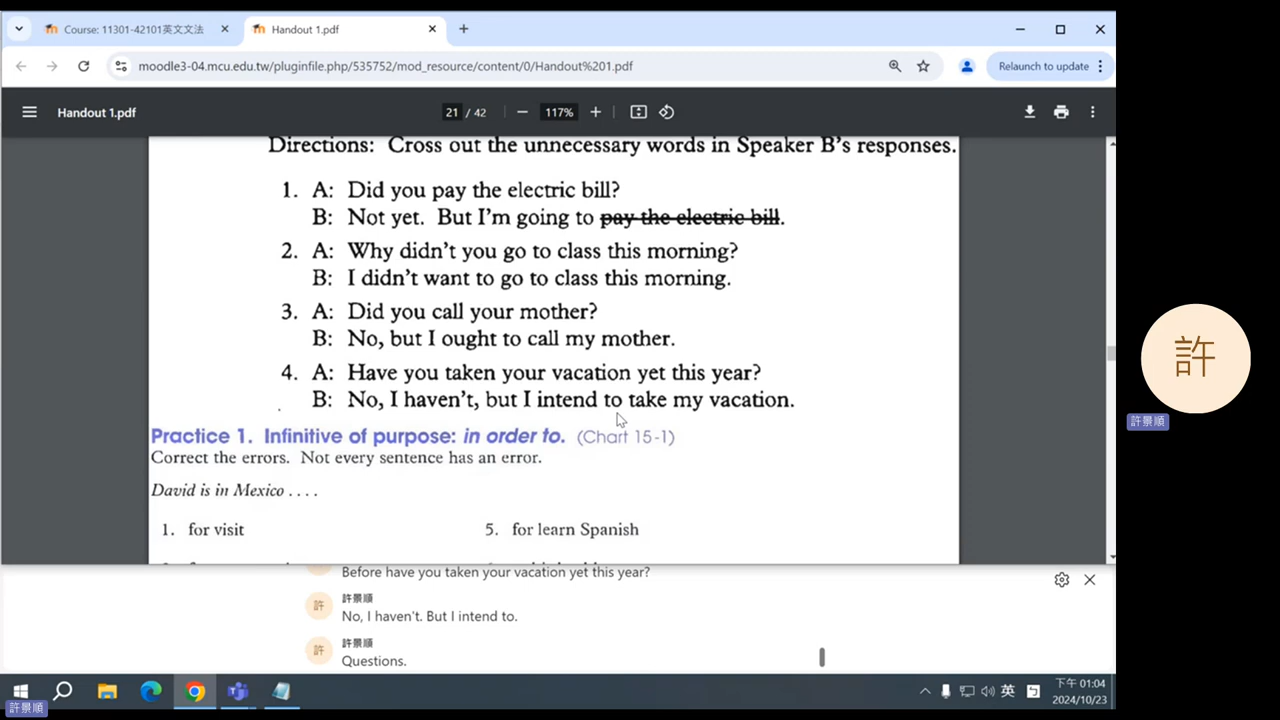 Course: 11301-42101英文文法
Handout 1.pdf
moodle3-04.mcu.edu.tw/pluginfile.php/535752/mod_resource/content/0/Handout%201.pdf
Relaunch to update
Handout 1.pdf
21 / 42
117%
Directions: Cross out the unnecessary words in Speaker B's responses.
1. A: Did you pay the electric bill?
B: Not yet. But I'm going to pay the electric bill.
2. A: Why didn't you go to class this morning?
B: I didn't want to go to class this morning.
3. A: Did you call your mother?
B: No, but I ought to call my mother.
4. A: Have you taken your vacation yet this year?
B: No, I haven't, but I intend to take my vacation.
Practice 1. Infinitive of purpose: in order to. (Chart 15-1)
Correct the errors. Not every sentence has an error.
David is in Mexico . . . .
1. for visit
5. for learn Spanish
Before have you taken your vacation yet this year?
許
許景順
No, I haven't. But I intend to.
許
許景順
Questions.
許
許景順
英
下午 01:04
2024/10/23
許景順